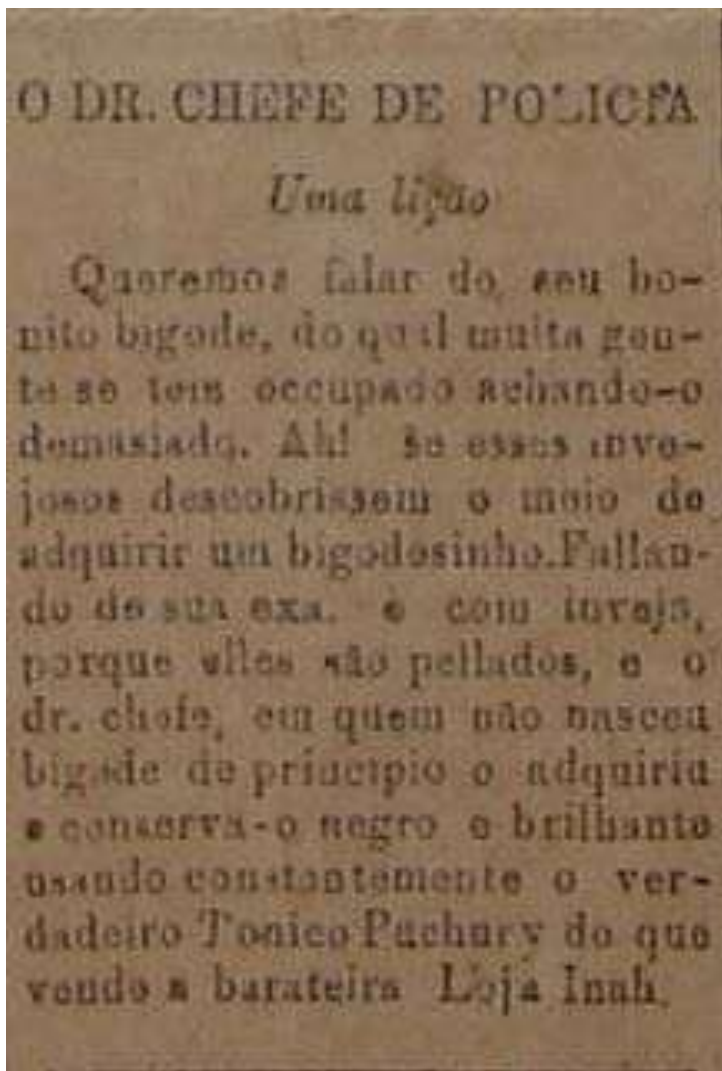 O DR. CHEFE DE POLICIA
Uma lição
Queremos falar do seu bo-
nito bigode, do qual muita gen-
te se tem occupado achando-o
demasiado. Ah! Se esses inve-
josos descobrissem o meio de
adquirir um bigodosinho. Fallan-
do de sua exa. é com inveja,
porque elles são pellados, e o
dr. chefe, em quem não nasceu
bigode de principio o adquiriu
e conserva-o negro e brilhante
usando constantemente o ver-
dadeiro Tonico Pachury do que
vende a barateira Loja Inah.